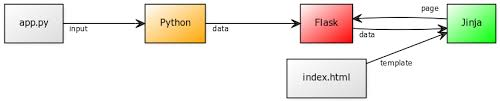 app.py
input
Python
data
Flask
page
data
Jinja
index.html
template